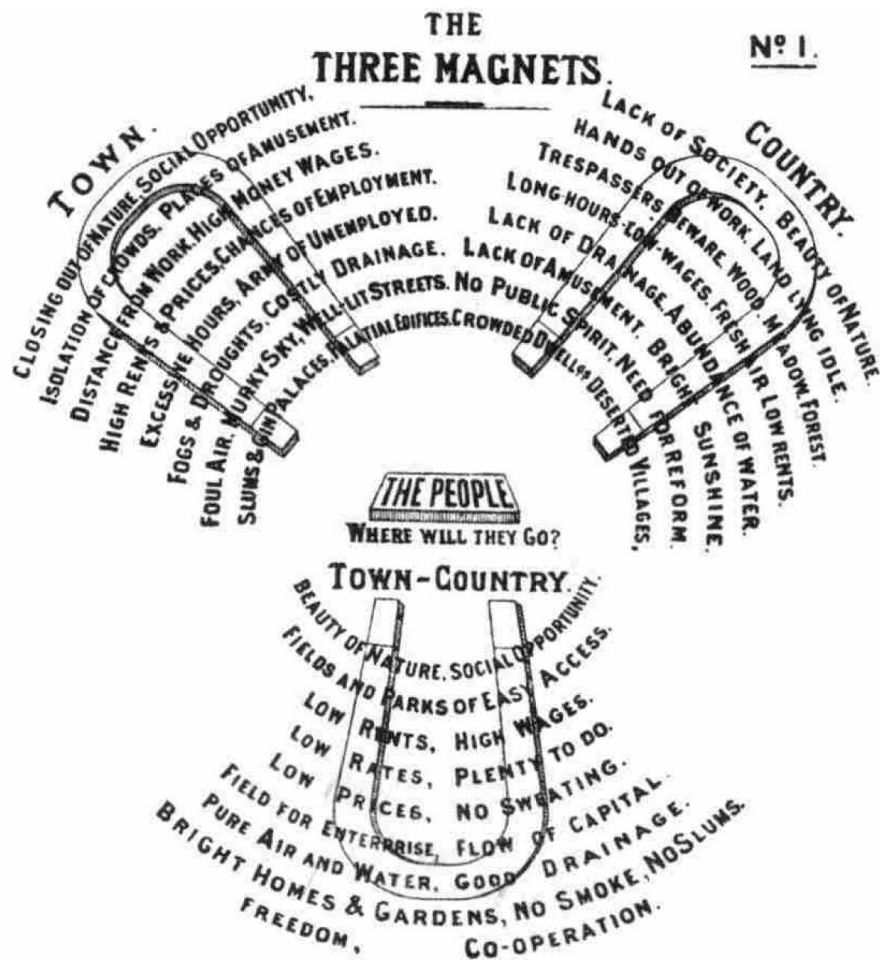 THE
THREE MAGNETS.
Nº 1.
TOWN.
CLOSING OUT OF NATURE. SOCIAL OPPORTUNITY.
ISOLATION OF CROWDS. PLACES OF AMUSEMENT.
DISTANCE FROM WORK. HIGH MONEY WAGES.
HIGH RENTS & PRICES. CHANCES OF EMPLOYMENT.
EXCESSIVE HOURS. ARMY OF UNEMPLOYED.
FOGS & DROUGHTS. COSTLY DRAINAGE.
FOUL AIR. MURKY SKY. WELL-LIT STREETS.
SLUMS & GIN PALACES. PALATIAL EDIFICES.
COUNTRY.
LACK OF SOCIETY. BEAUTY OF NATURE.
HANDS OUT OF WORK. LAND LYING IDLE.
TRESPASSERS BEWARE. WOOD, MEADOW, FOREST.
LONG-HOURS-LOW-WAGES. FRESH AIR. LOW RENTS.
LACK OF DRAINAGE. ABUNDANCE OF WATER.
LACK OF AMUSEMENT. BRIGHT SUNSHINE.
NO PUBLIC SPIRIT. NEED FOR REFORM.
CROWDED DWELLGS DESERTED VILLAGES,
THE PEOPLE
WHERE WILL THEY GO?
TOWN-COUNTRY.
BEAUTY OF NATURE. SOCIAL OPPORTUNITY.
FIELDS AND PARKS OF EASY ACCESS.
LOW RENTS, HIGH WAGES.
LOW RATES, PLENTY TO DO.
LOW PRICES, NO SWEATING.
FIELD FOR ENTERPRISE, FLOW OF CAPITAL.
PURE AIR AND WATER, GOOD DRAINAGE.
BRIGHT HOMES & GARDENS, NO SMOKE, NO SLUMS.
FREEDOM, CO-OPERATION.